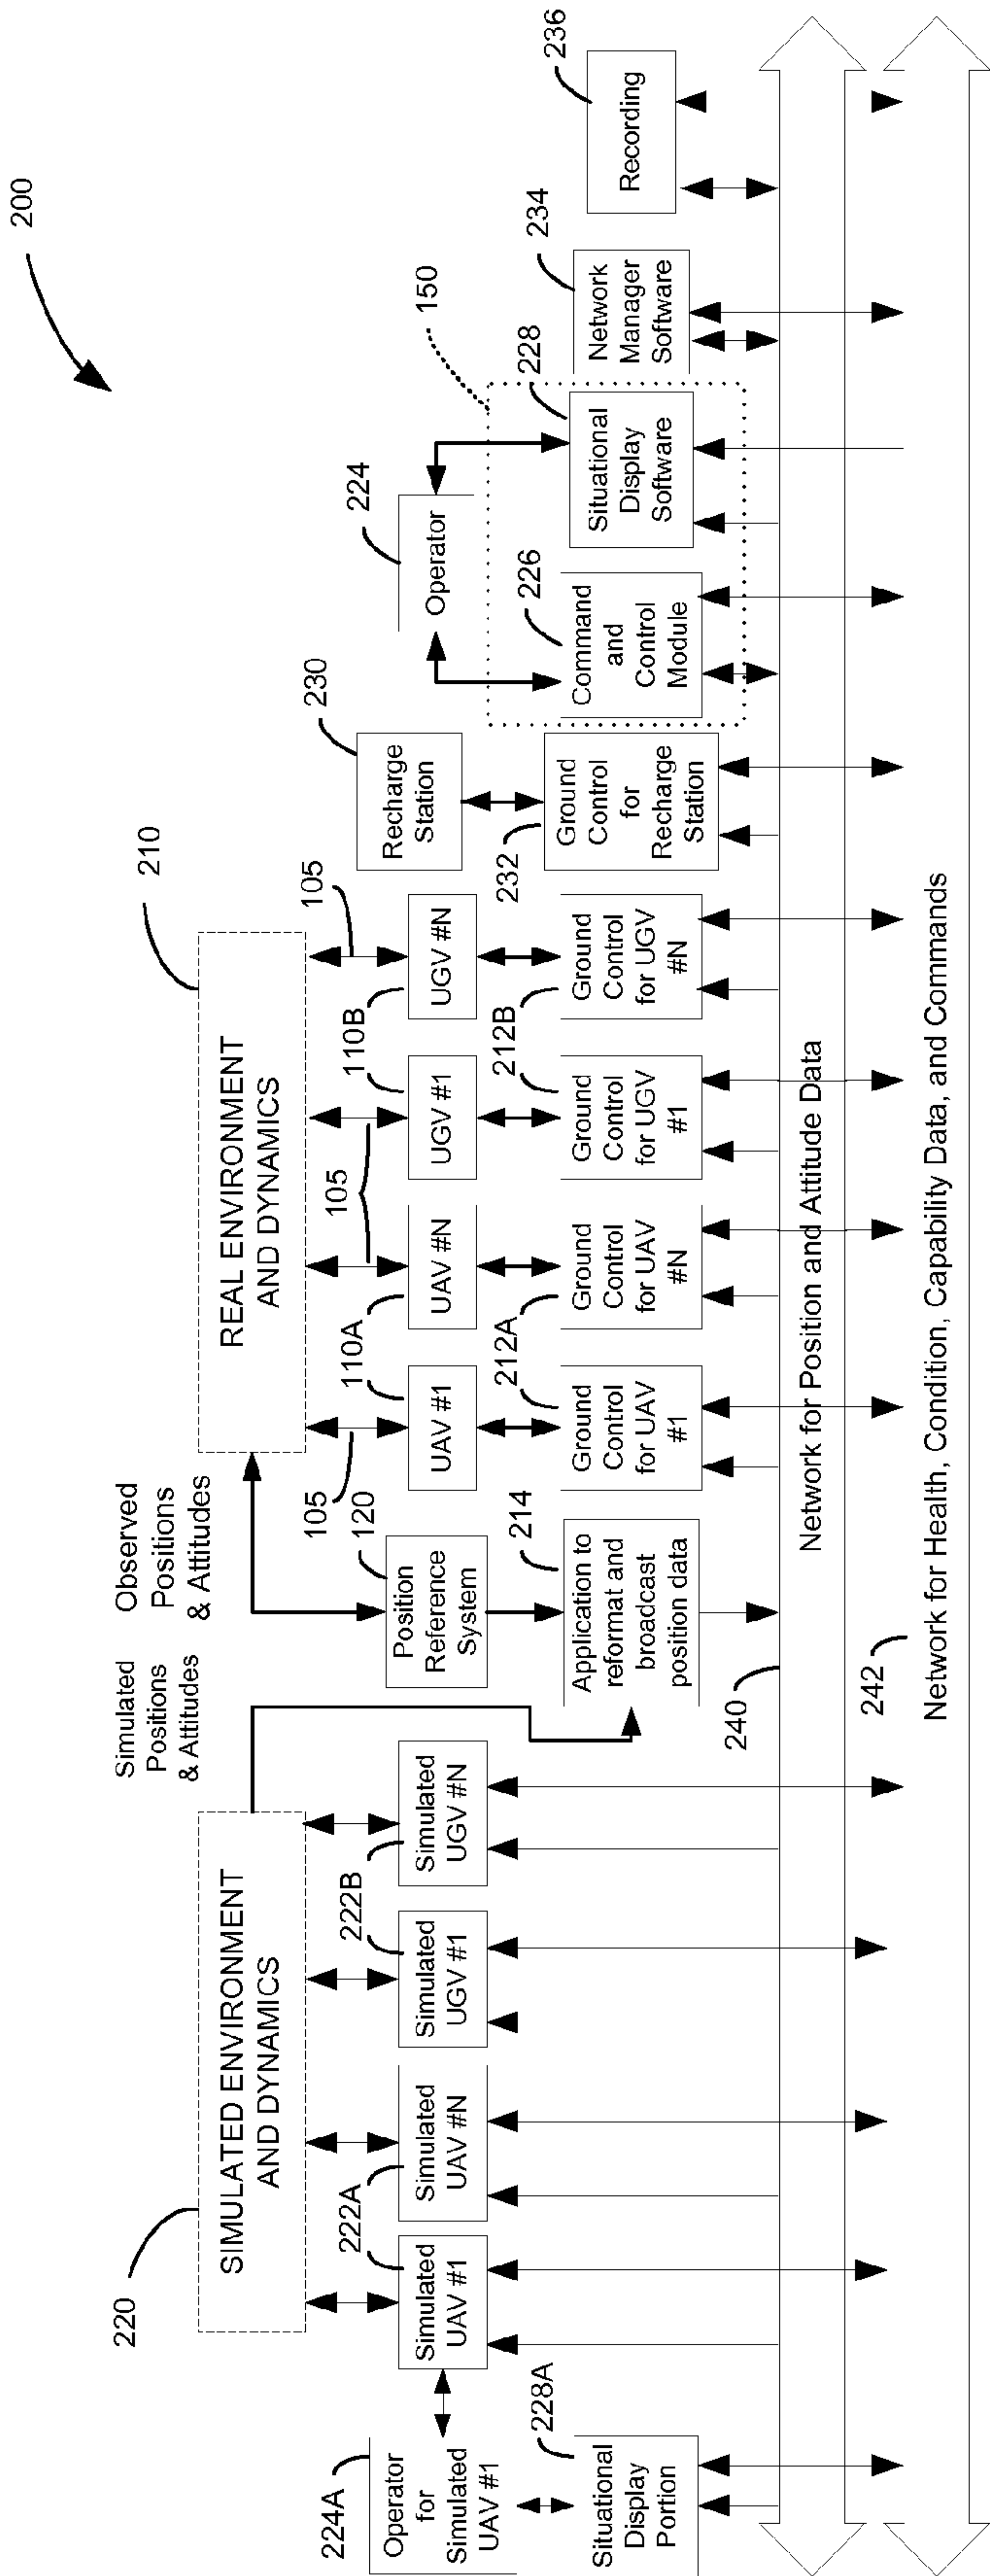 200
220
SIMULATED ENVIRONMENT
AND DYNAMICS
Simulated
Positions
& Attitudes
Observed
Positions
& Attitudes
REAL ENVIRONMENT
AND DYNAMICS
210
224A
Operator
for
Simulated
UAV #1
228A
Situational
Display
Portion
222A
Simulated
UAV #1
Simulated
UAV #N
222B
Simulated
UGV #1
Simulated
UGV #N
120
Position
Reference
System
214
Application to
reformat and
broadcast
position data
105
105
105
110A
UAV #1
UAV #N
110B
UGV #1
UGV #N
212A
Ground
Control
for UAV
#1
Ground
Control
for UAV
#N
212B
Ground
Control
for UGV
#1
Ground
Control
for UGV
#N
230
Recharge
Station
232
Ground
Control
for
Recharge
Station
224
Operator
150
226
Command
and
Control
Module
228
Situational
Display
Software
234
Network
Manager
Software
236
Recording
240
Network for Position and Attitude Data
242
Network for Health, Condition, Capability Data, and Commands